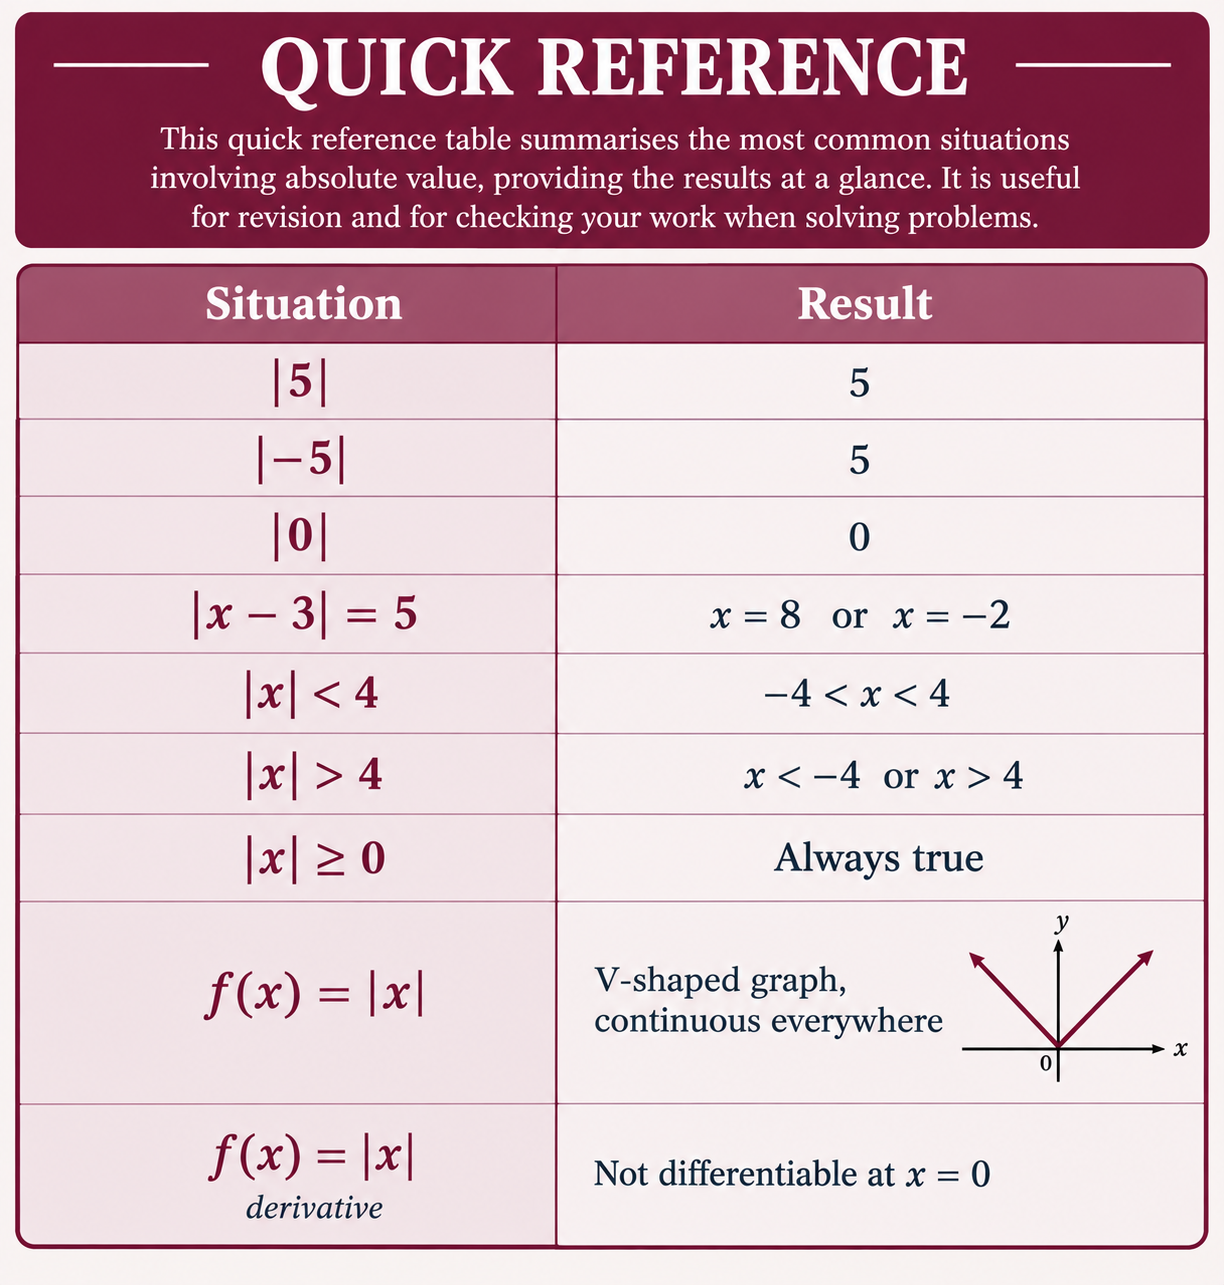 QUICK REFERENCE
This quick reference table summarises the most common situations
involving absolute value, providing the results at a glance. It is useful
for revision and for checking your work when solving problems.
Situation
Result
|5|
5
|−5|
5
|0|
0
|x − 3| = 5
x = 8 or x = −2
|x| < 4
−4 < x < 4
|x| > 4
x < −4 or x > 4
|x| ≥ 0
Always true
f(x) = |x|
V-shaped graph,
continuous everywhere
y
x
0
f(x) = |x|
derivative
Not differentiable at x = 0